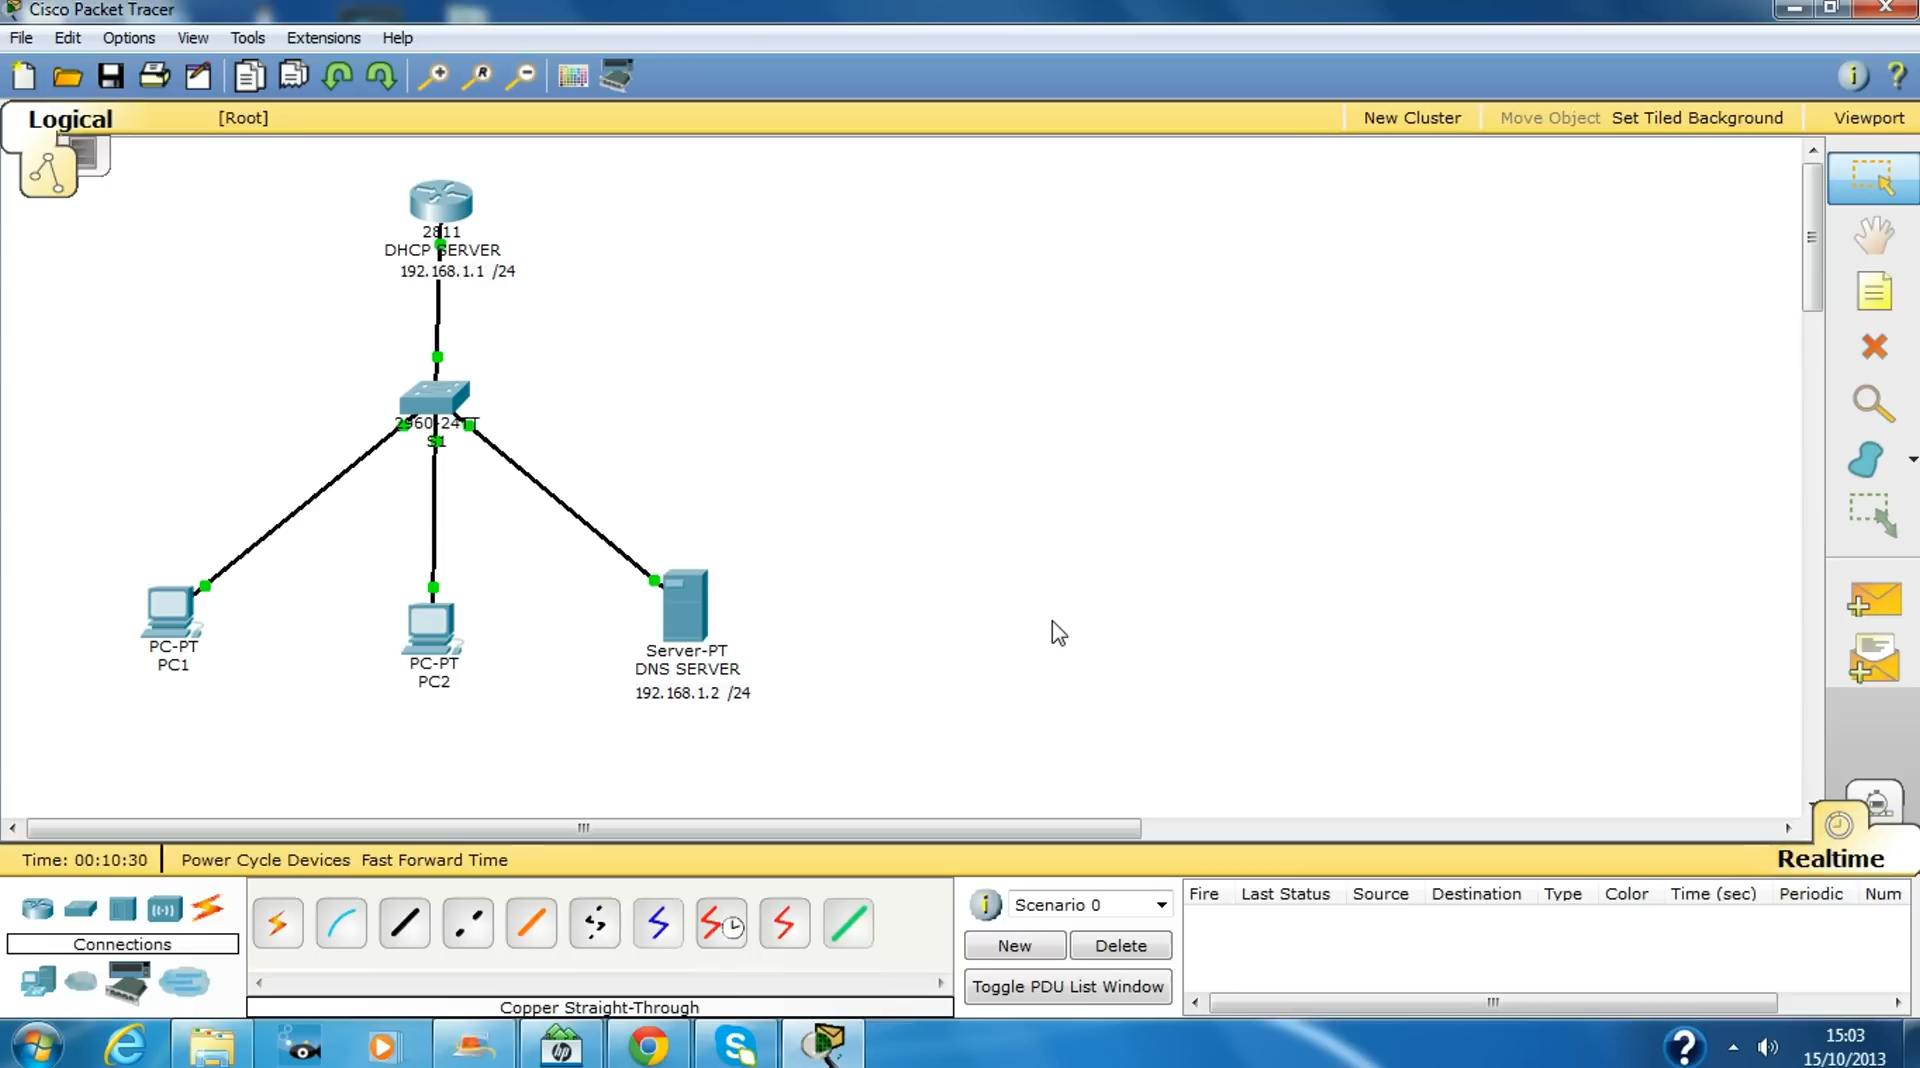 Cisco Packet Tracer
File Edit Options View Tools Extensions Help
Logical [Root] New Cluster Move Object Set Tiled Background Viewport
2811
DHCP SERVER
192.168.1.1 /24
2960-24TT
S1
PC-PT
PC1
PC-PT
PC2
Server-PT
DNS SERVER
192.168.1.2 /24
Time: 00:10:30 Power Cycle Devices Fast Forward Time Realtime
Connections
Copper Straight-Through
Scenario 0
New Delete
Toggle PDU List Window
Fire Last Status Source Destination Type Color Time (sec) Periodic Num
15:03
15/10/2013